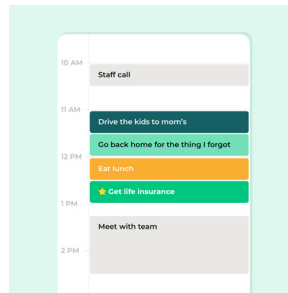 10 AM
Staff call
11 AM
Drive the kids to mom's
Go back home for the thing I forgot
12 PM
Eat lunch
⭐ Get life insurance
1 PM
Meet with team
2 PM